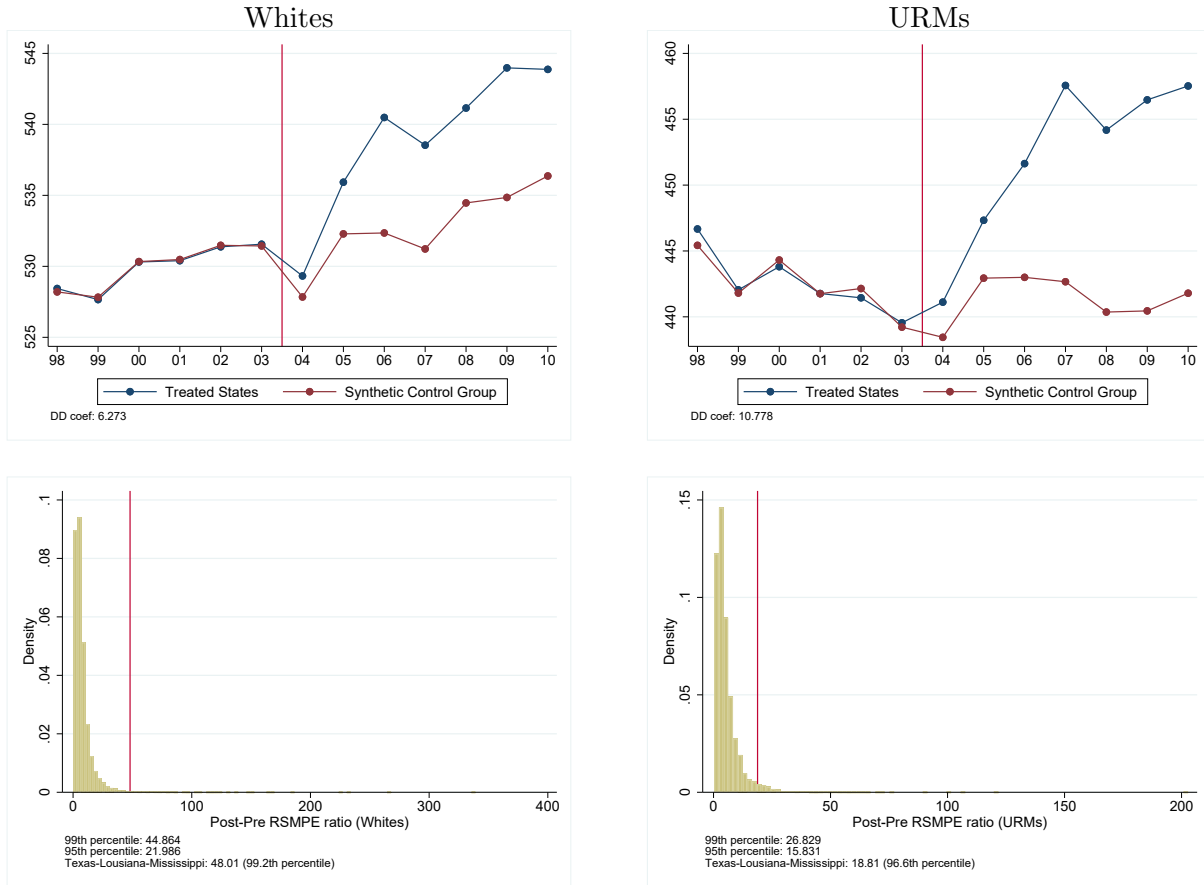 Whites
545
540
535
530
525
98 99 00 01 02 03 04 05 06 07 08 09 10
Treated States
Synthetic Control Group
DD coef: 6.273
URMs
460
455
450
445
440
98 99 00 01 02 03 04 05 06 07 08 09 10
Treated States
Synthetic Control Group
DD coef: 10.778
Density
.1
.08
.06
.04
.02
0
0 100 200 300 400
Post-Pre RSMPE ratio (Whites)
99th percentile: 44.864
95th percentile: 21.986
Texas-Lousiana-Mississippi: 48.01 (99.2th percentile)
Density
.15
.1
.05
0
0 50 100 150 200
Post-Pre RSMPE ratio (URMs)
99th percentile: 26.829
95th percentile: 15.831
Texas-Lousiana-Mississippi: 18.81 (96.6th percentile)